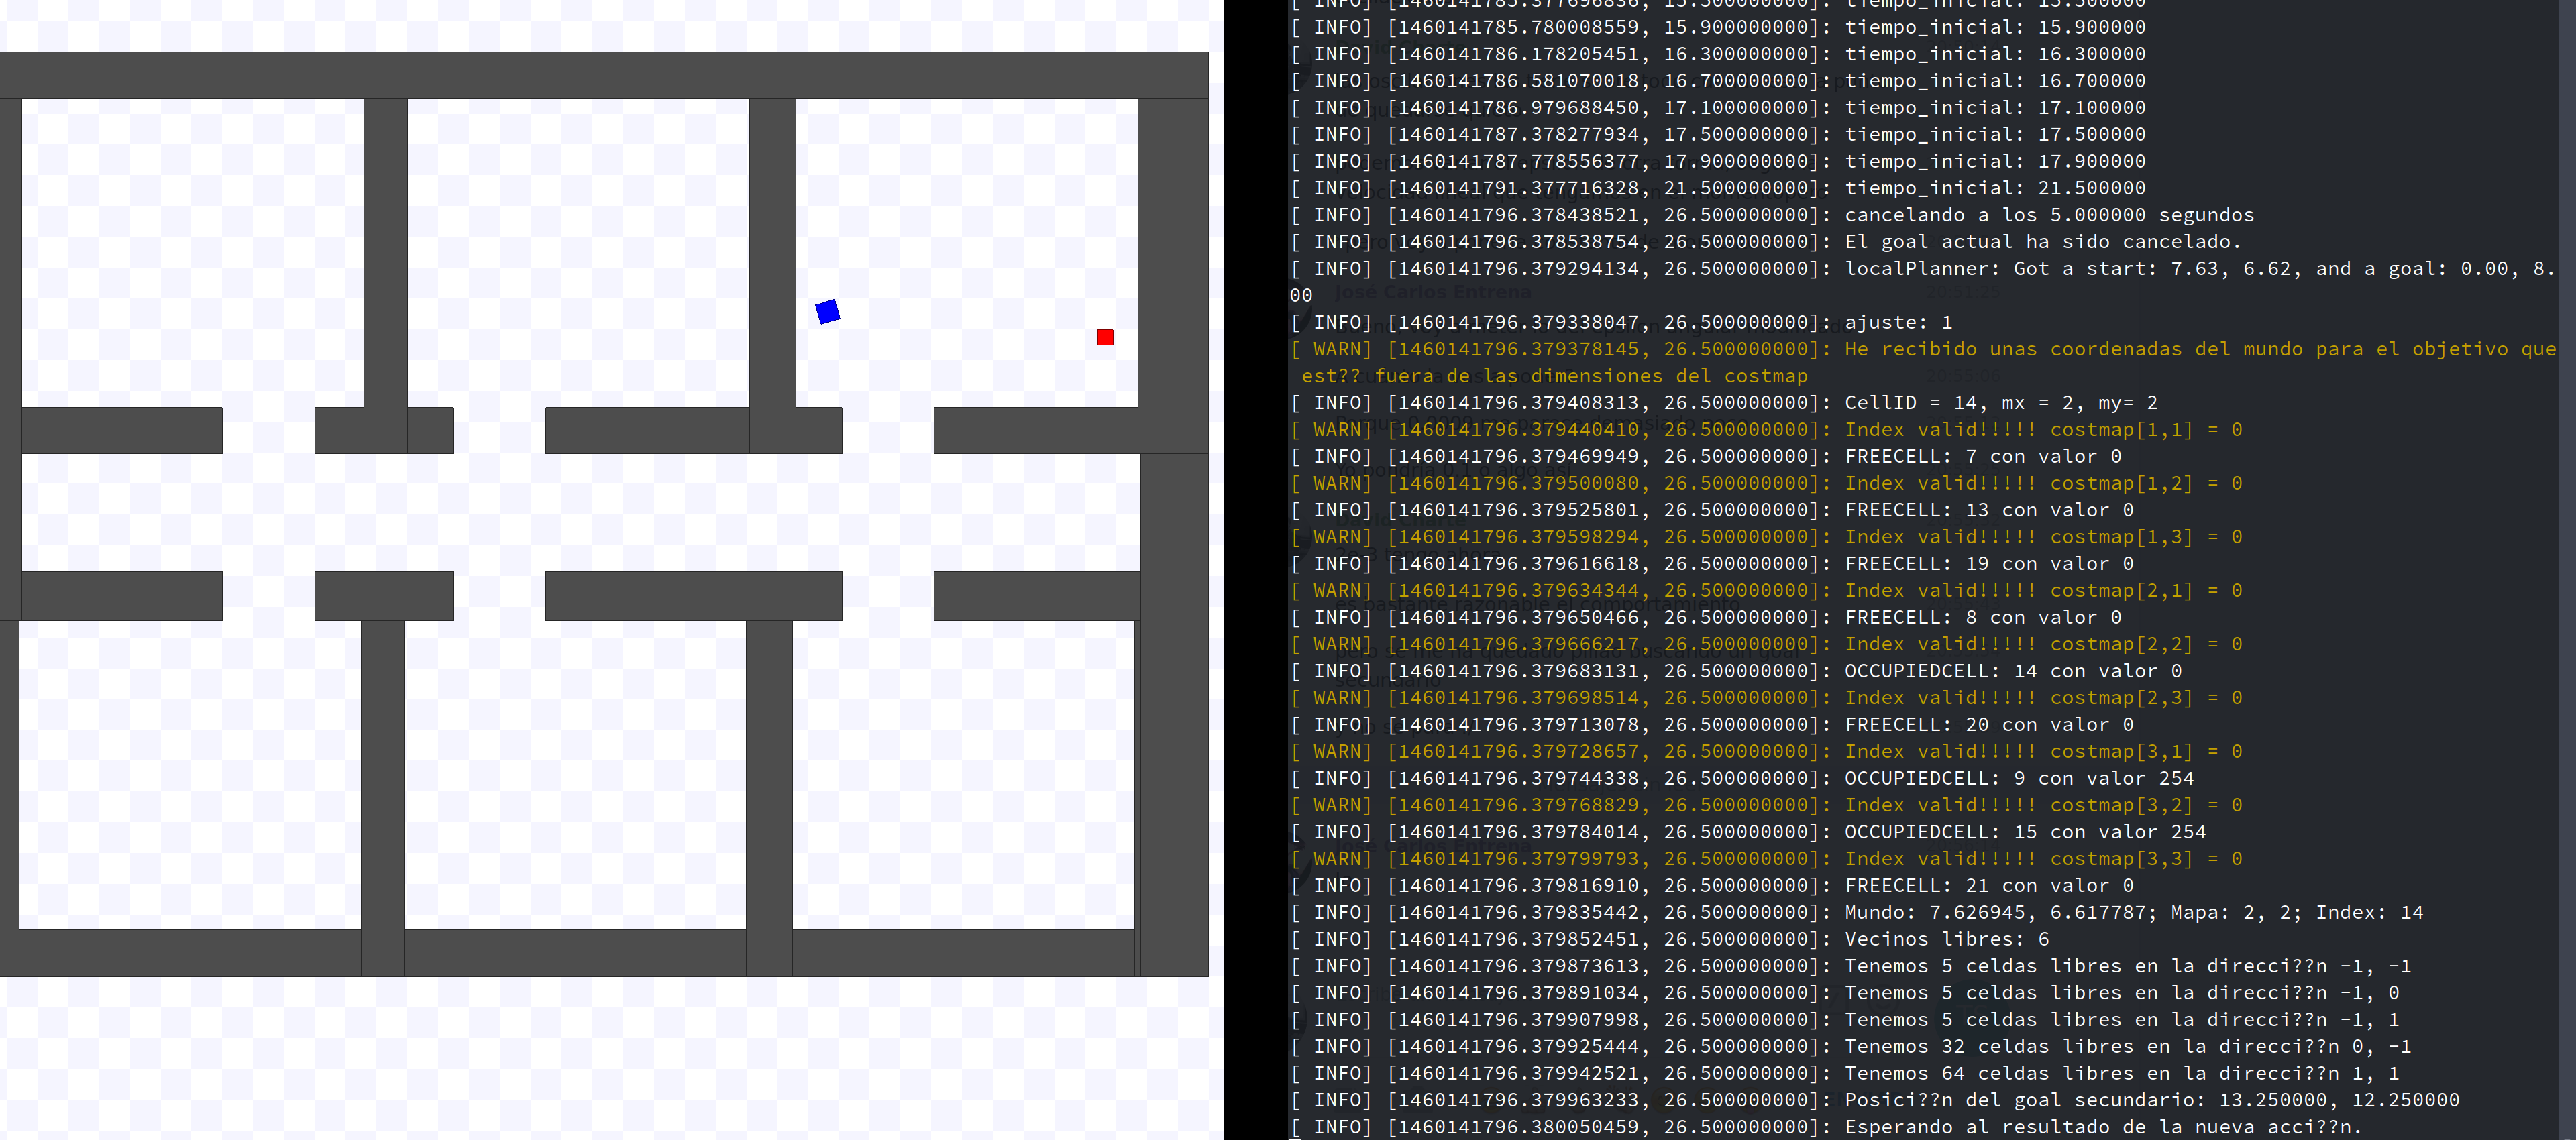 [ INFO] [1460141785.377696836, 15.500000000]: tiempo_inicial: 15.500000
[ INFO] [1460141785.780008559, 15.900000000]: tiempo_inicial: 15.900000
[ INFO] [1460141786.178205451, 16.300000000]: tiempo_inicial: 16.300000
[ INFO] [1460141786.581070018, 16.700000000]: tiempo_inicial: 16.700000
[ INFO] [1460141786.979688450, 17.100000000]: tiempo_inicial: 17.100000
[ INFO] [1460141787.378277934, 17.500000000]: tiempo_inicial: 17.500000
[ INFO] [1460141787.778556377, 17.900000000]: tiempo_inicial: 17.900000
[ INFO] [1460141791.377716328, 21.500000000]: tiempo_inicial: 21.500000
[ INFO] [1460141796.378438521, 26.500000000]: cancelando a los 5.000000 segundos
[ INFO] [1460141796.378538754, 26.500000000]: El goal actual ha sido cancelado.
[ INFO] [1460141796.379294134, 26.500000000]: localPlanner: Got a start: 7.63, 6.62, and a goal: 0.00, 8.
00
José Carlos Entrena
[ INFO] [1460141796.379338047, 26.500000000]: ajuste: 1
[ WARN] [1460141796.379378145, 26.500000000]: He recibido unas coordenadas del mundo para el objetivo que
est?? fuera de las dimensiones del costmap
[ INFO] [1460141796.379408313, 26.500000000]: CellID = 14, mx = 2, my= 2
[ WARN] [1460141796.379440410, 26.500000000]: Index valid!!!!! costmap[1,1] = 0
[ INFO] [1460141796.379469949, 26.500000000]: FREECELL: 7 con valor 0
[ WARN] [1460141796.379500080, 26.500000000]: Index valid!!!!! costmap[1,2] = 0
[ INFO] [1460141796.379525801, 26.500000000]: FREECELL: 13 con valor 0
[ WARN] [1460141796.379598294, 26.500000000]: Index valid!!!!! costmap[1,3] = 0
[ INFO] [1460141796.379616618, 26.500000000]: FREECELL: 19 con valor 0
[ WARN] [1460141796.379634344, 26.500000000]: Index valid!!!!! costmap[2,1] = 0
[ INFO] [1460141796.379650466, 26.500000000]: FREECELL: 8 con valor 0
[ WARN] [1460141796.379666217, 26.500000000]: Index valid!!!!! costmap[2,2] = 0
[ INFO] [1460141796.379683131, 26.500000000]: OCCUPIEDCELL: 14 con valor 0
[ WARN] [1460141796.379698514, 26.500000000]: Index valid!!!!! costmap[2,3] = 0
[ INFO] [1460141796.379713078, 26.500000000]: FREECELL: 20 con valor 0
[ WARN] [1460141796.379728657, 26.500000000]: Index valid!!!!! costmap[3,1] = 0
[ INFO] [1460141796.379744338, 26.500000000]: OCCUPIEDCELL: 9 con valor 254
[ WARN] [1460141796.379768829, 26.500000000]: Index valid!!!!! costmap[3,2] = 0
[ INFO] [1460141796.379784014, 26.500000000]: OCCUPIEDCELL: 15 con valor 254
[ WARN] [1460141796.379799793, 26.500000000]: Index valid!!!!! costmap[3,3] = 0
[ INFO] [1460141796.379816910, 26.500000000]: FREECELL: 21 con valor 0
[ INFO] [1460141796.379835442, 26.500000000]: Mundo: 7.626945, 6.617787; Mapa: 2, 2; Index: 14
[ INFO] [1460141796.379852451, 26.500000000]: Vecinos libres: 6
[ INFO] [1460141796.379873613, 26.500000000]: Tenemos 5 celdas libres en la direcci??n -1, -1
[ INFO] [1460141796.379891034, 26.500000000]: Tenemos 5 celdas libres en la direcci??n -1, 0
[ INFO] [1460141796.379907998, 26.500000000]: Tenemos 5 celdas libres en la direcci??n -1, 1
[ INFO] [1460141796.379925444, 26.500000000]: Tenemos 32 celdas libres en la direcci??n 0, -1
[ INFO] [1460141796.379942521, 26.500000000]: Tenemos 64 celdas libres en la direcci??n 1, 1
[ INFO] [1460141796.379963233, 26.500000000]: Posici??n del goal secundario: 13.250000, 12.250000
[ INFO] [1460141796.380050459, 26.500000000]: Esperando al resultado de la nueva acci??n.